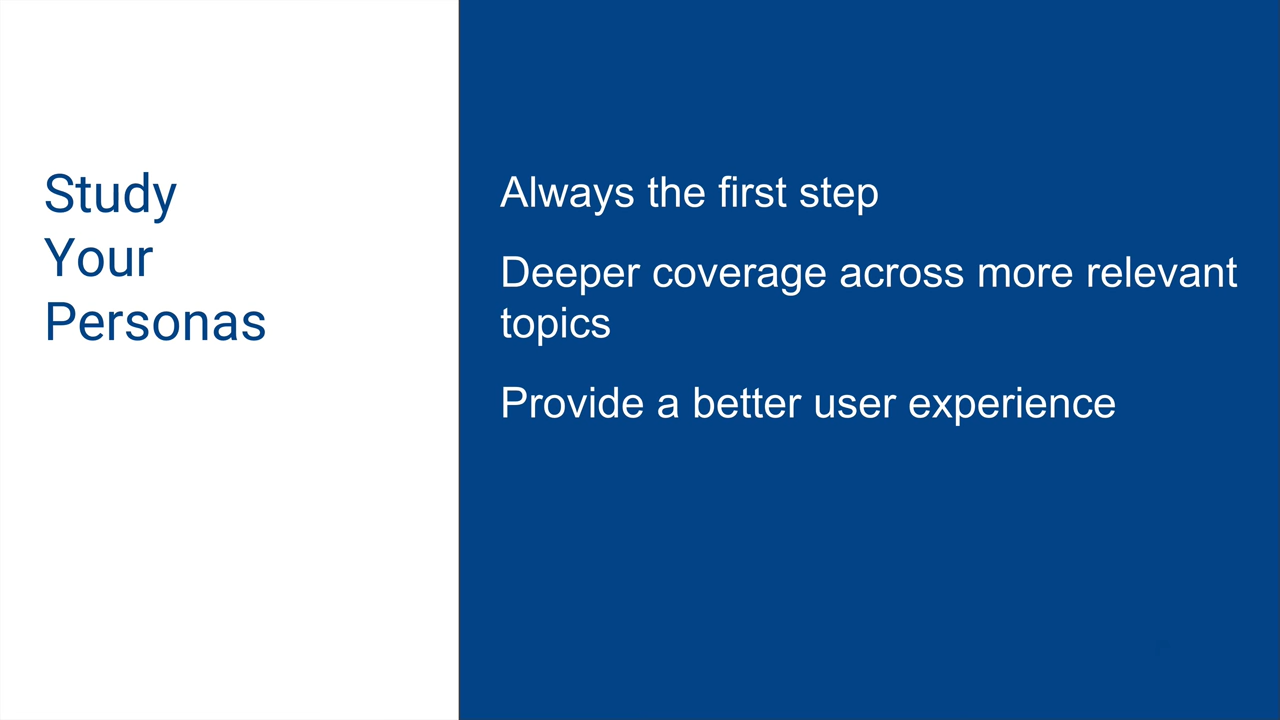 Study
Your
Personas
Always the first step
Deeper coverage across more relevant
topics
Provide a better user experience